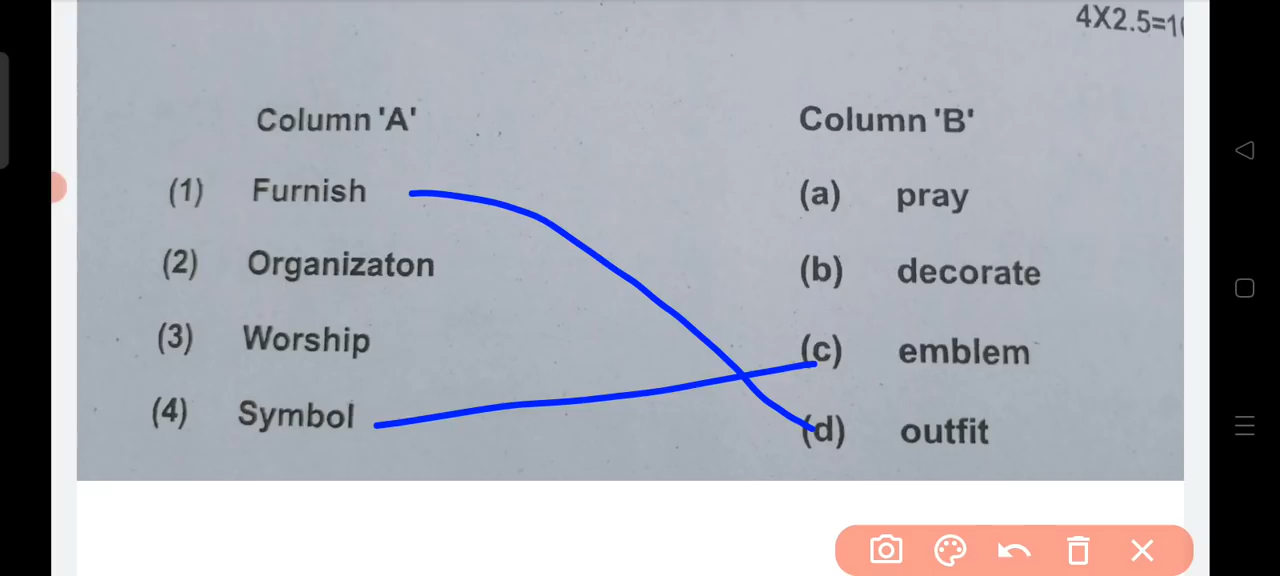 4X2.5=1
Column 'A' Column 'B'
(1) Furnish (a) pray
(2) Organizaton (b) decorate
(3) Worship (c) emblem
(4) Symbol (d) outfit